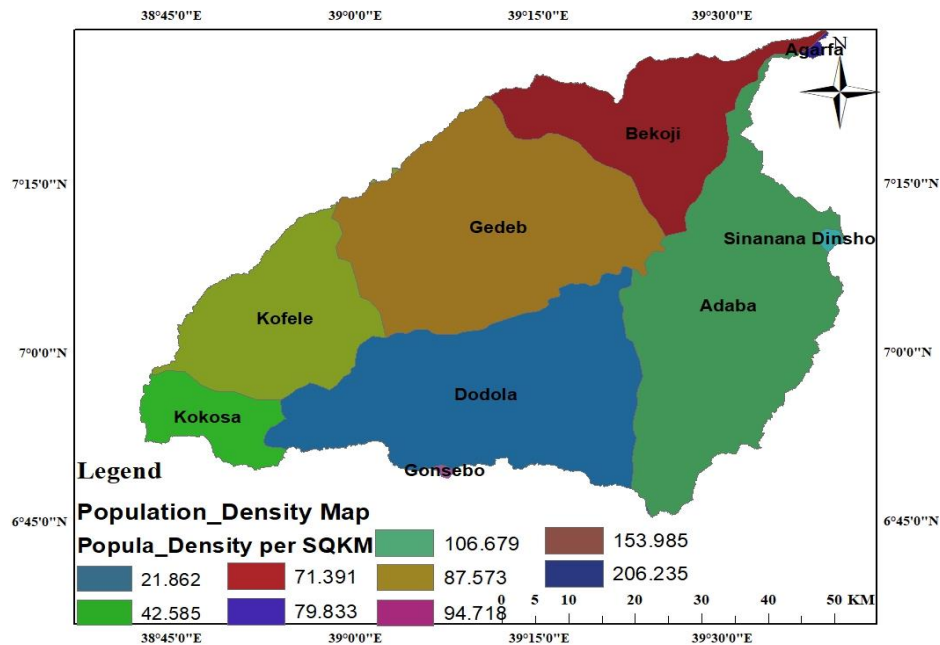 38°45'0"E 39°0'0"E 39°15'0"E 39°30'0"E
N
Agarfa
Bekoji
7°15'0"N 7°15'0"N
Gedeb
Sinanana Dinsho
Adaba
Kofele
7°0'0"N 7°0'0"N
Dodola
Kokosa
Gonsebo
Legend
Population_Density Map
6°45'0"N 6°45'0"N
Popula_Density per SQKM
106.679 153.985
21.862 71.391 87.573 206.235
42.585 79.833 94.718
0 5 10 20 30 40 50 KM
38°45'0"E 39°0'0"E 39°15'0"E 39°30'0"E